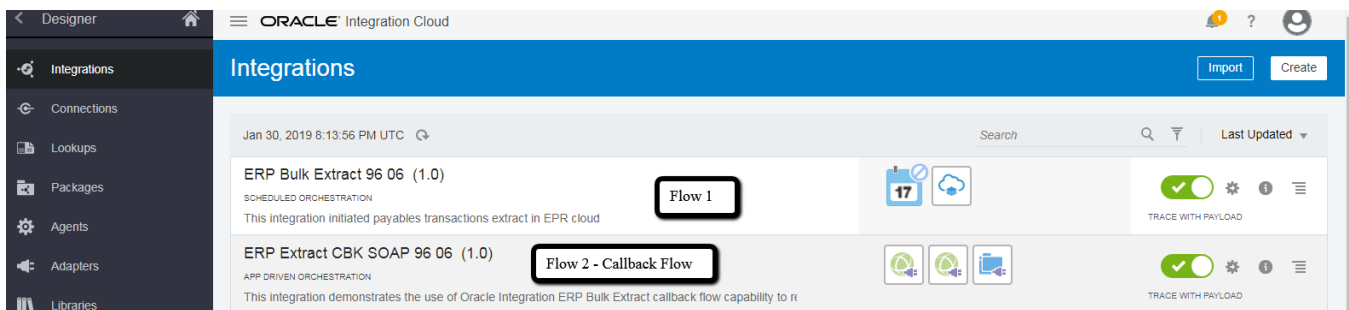 Designer
ORACLE Integration Cloud
1
?
Integrations
Integrations
Import
Create
Connections
Jan 30, 2019 8:13:56 PM UTC
Search
Last Updated
Lookups
ERP Bulk Extract 96 06 (1.0)
Packages
SCHEDULED ORCHESTRATION
Flow 1
17
This integration initiated payables transactions extract in EPR cloud
TRACE WITH PAYLOAD
Agents
ERP Extract CBK SOAP 96 06 (1.0)
Flow 2 - Callback Flow
Adapters
APP DRIVEN ORCHESTRATION
This integration demonstrates the use of Oracle Integration ERP Bulk Extract callback flow capability to re
TRACE WITH PAYLOAD
Libraries